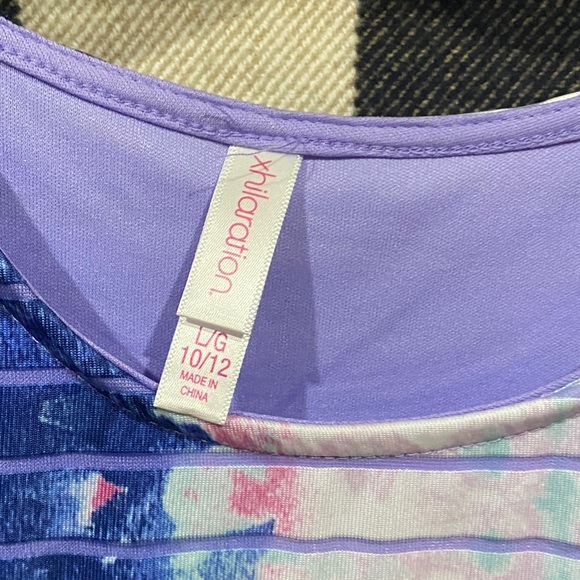 xhilaration.
L/G
10/12
MADE IN
CHINA